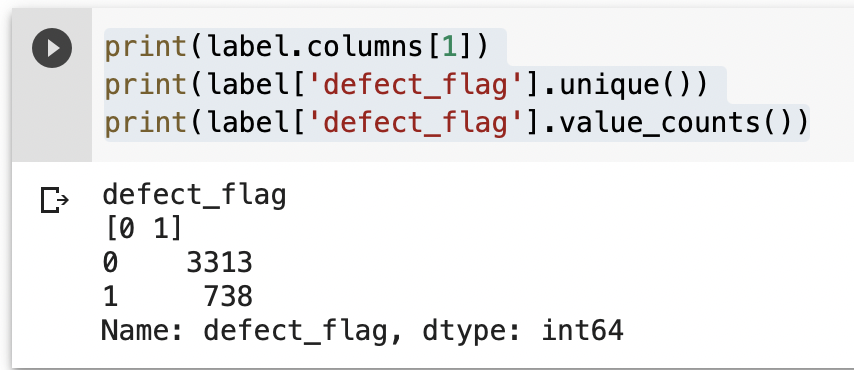 print(label.columns[1])
print(label['defect_flag'].unique())
print(label['defect_flag'].value_counts())
defect_flag
[0 1]
0    3313
1     738
Name: defect_flag, dtype: int64